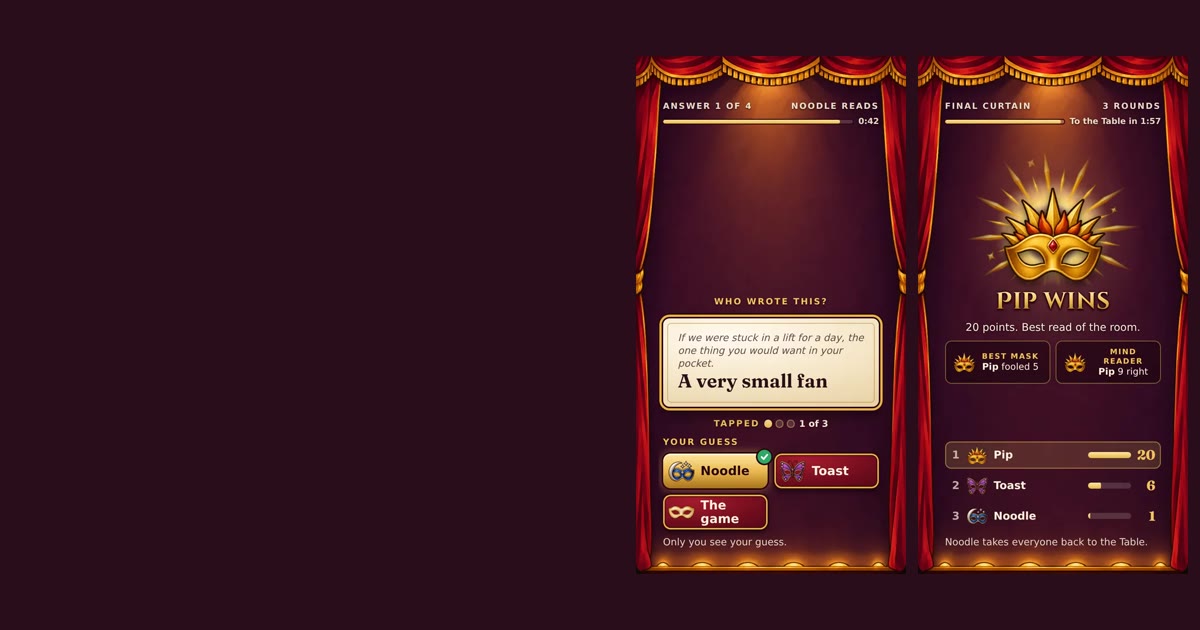 ANSWER 1 OF 4 NOODLE READS
0:42
WHO WROTE THIS?
If we were stuck in a lift for a day, the
one thing you would want in your
pocket.
A very small fan
TAPPED 1 of 3
YOUR GUESS
Noodle Toast
The
game
Only you see your guess.
FINAL CURTAIN 3 ROUNDS
To the Table in 1:57
PIP WINS
20 points. Best read of the room.
BEST MASK
Pip fooled 5
MIND
READER
Pip 9 right
1 Pip 20
2 Toast 6
3 Noodle 1
Noodle takes everyone back to the Table.